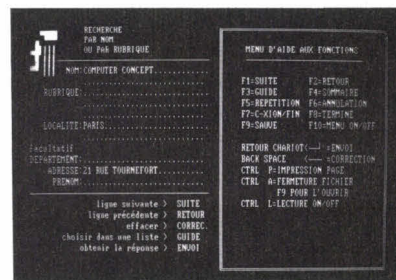 RECHERCHE
PAR NOM
OU PAR RUBRIQUE
NOM:COMPUTER CONCEPT
RUBRIQUE:
LOCALITE:PARIS
facultatif
DEPARTEMENT:
ADRESSE:21 RUE TOURNEFORT
PRENOM:
ligne suivante > SUITE
ligne précédente > RETOUR
effacer > CORREC.
choisir dans une liste > GUIDE
obtenir la réponse > ENVOI
MENU D'AIDE AUX FONCTIONS
F1=SUITE F2=RETOUR
F3=GUIDE F4=SOMMAIRE
F5=REPETITION F6=ANNULATION
F7=C-XION/FIN F8=TERMINE
F9=SAUVE F10=MENU ON/OFF
RETOUR CHARIOT<—┘ =ENVOI
BACK SPACE <—— =CORRECTION
CTRL P=IMPRESSION PAGE
CTRL A=FERMETURE FICHIER
F9 POUR L'OUVRIR
CTRL L=LECTURE ON/OFF